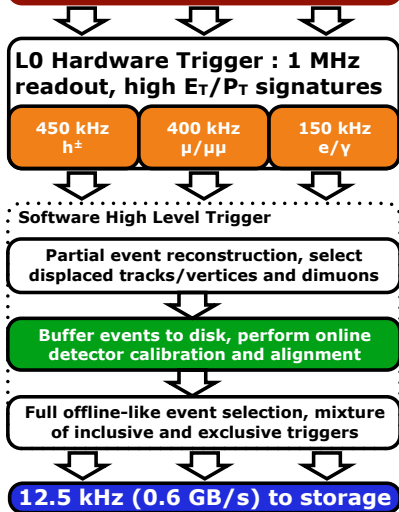 L0 Hardware Trigger : 1 MHz
readout, high Eᴛ/Pᴛ signatures
450 kHz
h±
400 kHz
μ/μμ
150 kHz
e/γ
Software High Level Trigger
Partial event reconstruction, select
displaced tracks/vertices and dimuons
Buffer events to disk, perform online
detector calibration and alignment
Full offline-like event selection, mixture
of inclusive and exclusive triggers
12.5 kHz (0.6 GB/s) to storage